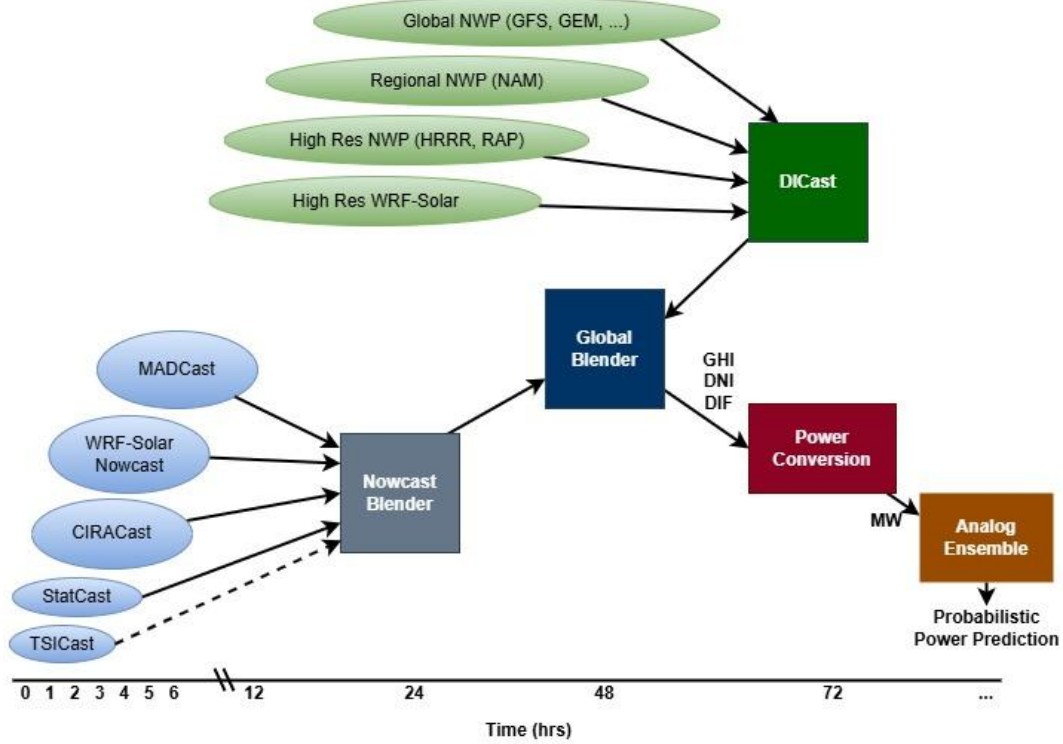 Global NWP (GFS, GEM, ...)
Regional NWP (NAM)
High Res NWP (HRRR, RAP)
High Res WRF-Solar
DICast
Global
Blender
GHI
DNI
DIF
MADCast
WRF-Solar
Nowcast
CIRACast
StatCast
TSICast
Nowcast
Blender
Power
Conversion
MW
Analog
Ensemble
Probabilistic
Power Prediction
0 1 2 3 4 5 6 12 24 48 72 ...
Time (hrs)